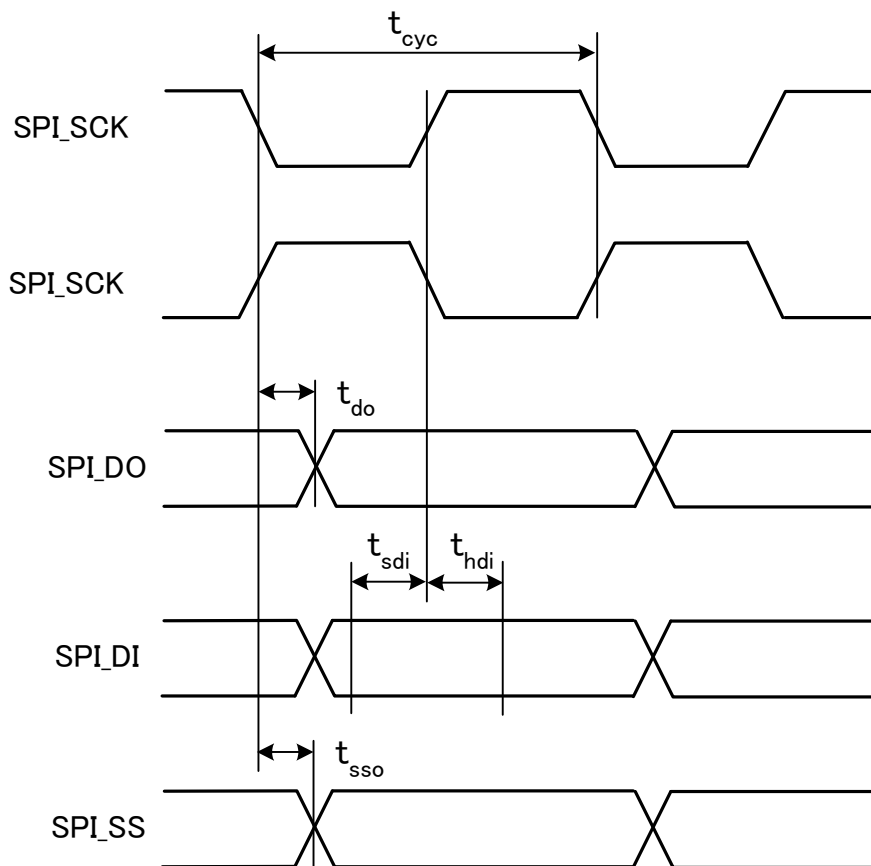 tcyc
SPI_SCK
SPI_SCK
tdo
SPI_DO
tsdi
thdi
SPI_DI
tsso
SPI_SS